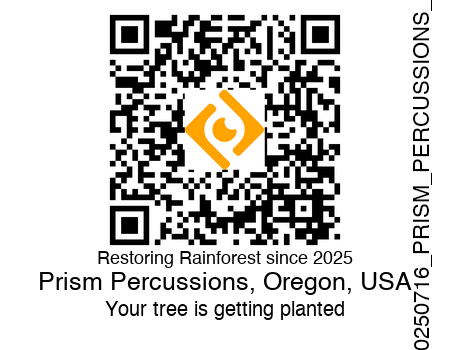 Restoring Rainforest since 2025
Prism Percussions, Oregon, USA
Your tree is getting planted
0250716_PRISM_PERCUSSIONS_